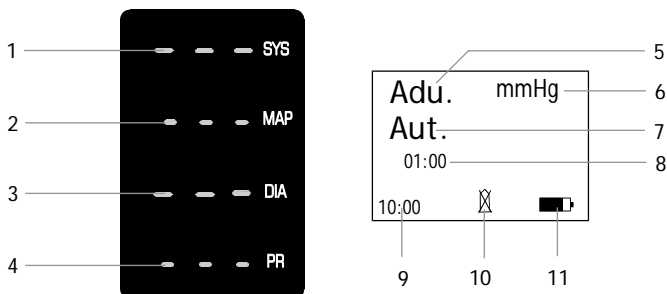 1 - - - SYS
2 - - - MAP
3 - - - DIA
4 - - - PR
Adu. mmHg 5
6
Aut. 7
01:00 8
10:00
9 10 11